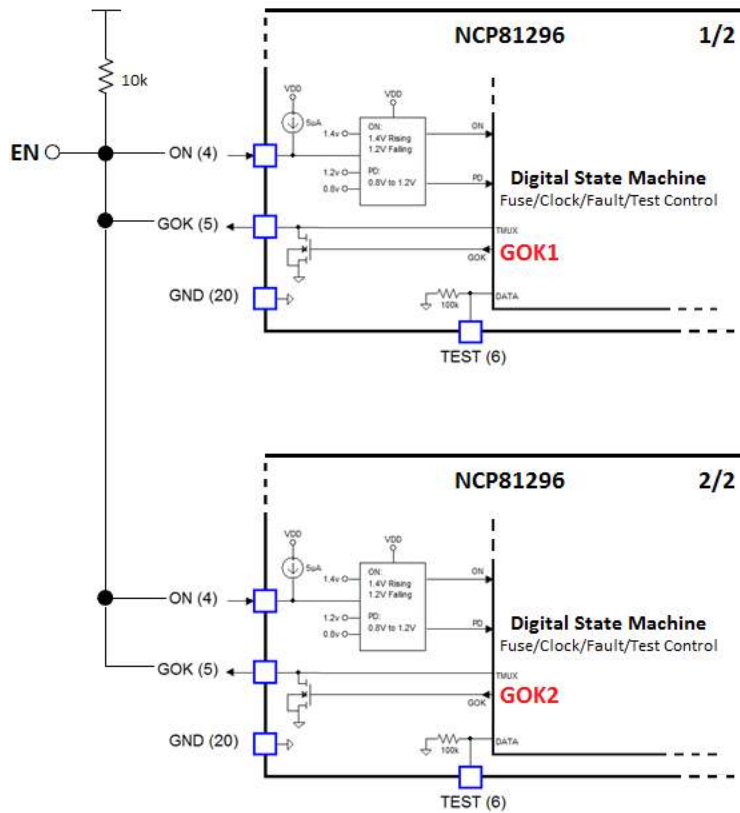 NCP81296 1/2
10k
VDD
VDD
5uA
EN
ON (4)
1.4v
ON:
1.4V Rising
1.2V Falling
PD:
0.8V to 1.2V
1.2v
0.8v
ON
PD
Digital State Machine
Fuse/Clock/Fault/Test Control
GOK (5)
TMUX
GOK
GOK1
GND (20)
100k
DATA
TEST (6)
NCP81296 2/2
VDD
VDD
5uA
ON (4)
1.4v
ON:
1.4V Rising
1.2V Falling
PD:
0.8V to 1.2V
1.2v
0.8v
ON
PD
Digital State Machine
Fuse/Clock/Fault/Test Control
GOK (5)
TMUX
GOK
GOK2
GND (20)
100k
DATA
TEST (6)